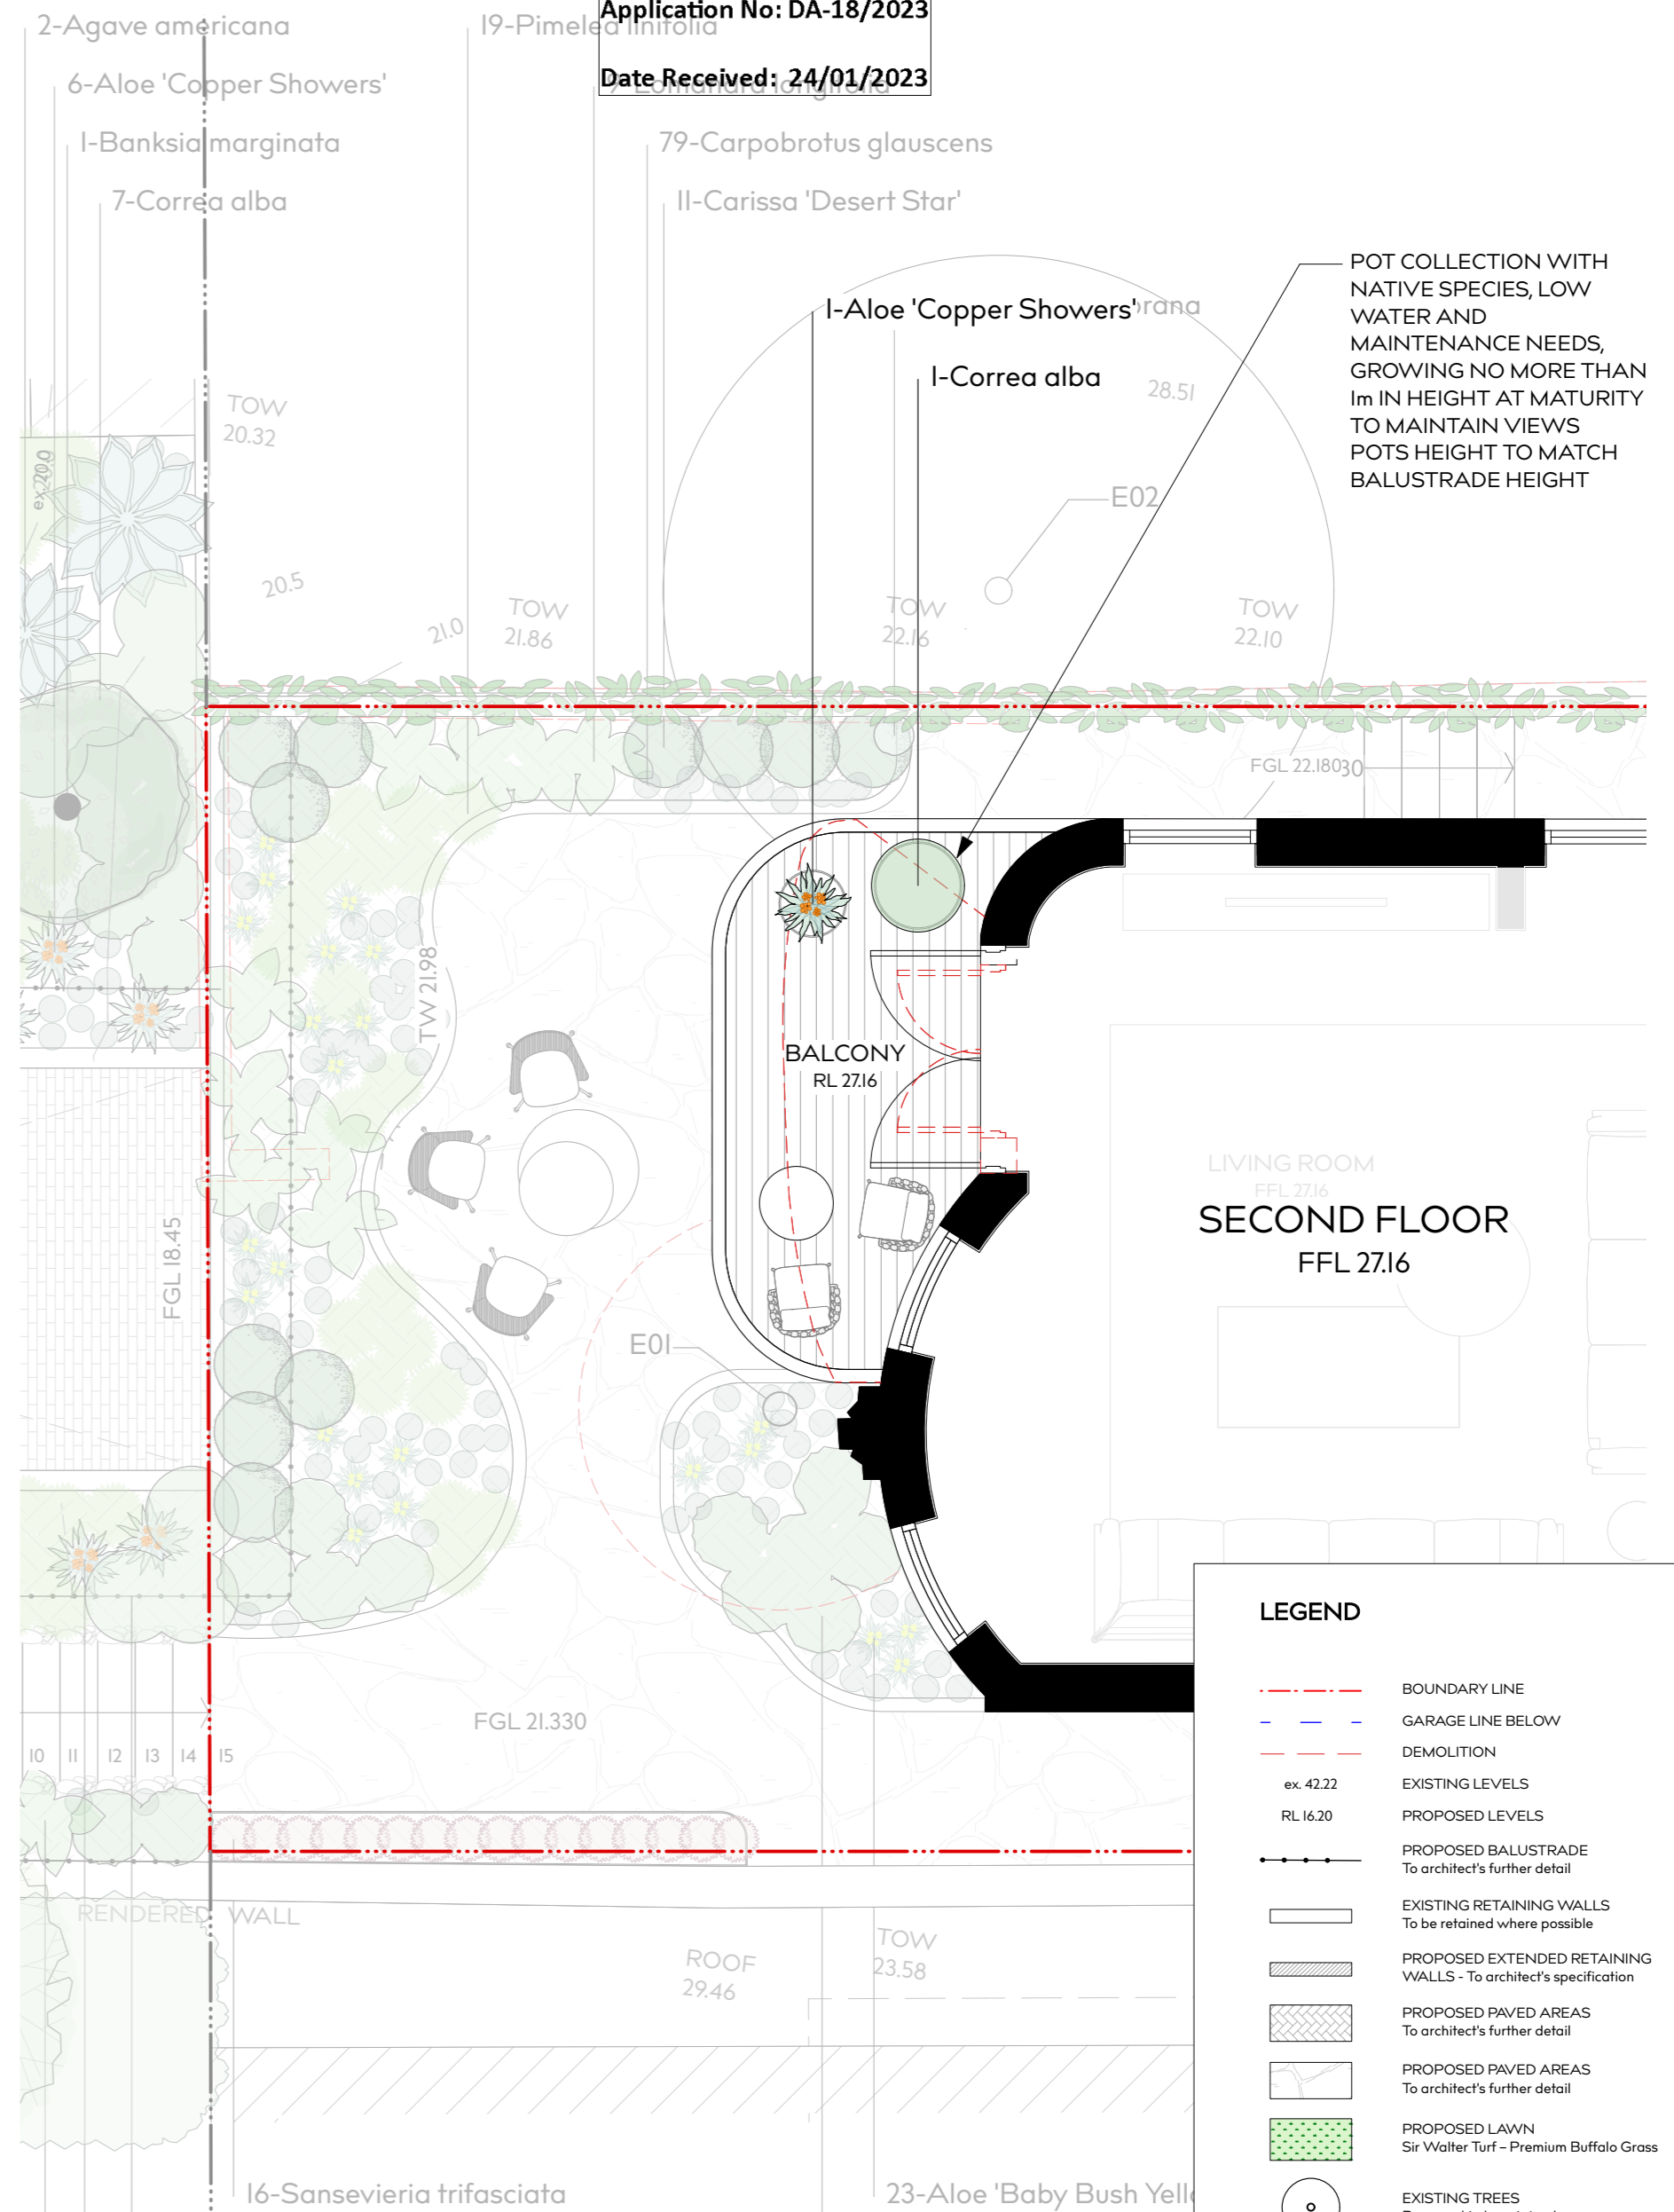 Application No: DA-18/2023
Date Received: 24/01/2023
2-Agave americana
19-Pimelea linifolia
6-Aloe 'Copper Showers'
9-Lomandra longifolia
1-Banksia marginata
79-Carpobrotus glauscens
7-Correa alba
11-Carissa 'Desert Star'
POT COLLECTION WITH
NATIVE SPECIES, LOW
WATER AND
MAINTENANCE NEEDS,
GROWING NO MORE THAN
1m IN HEIGHT AT MATURITY
TO MAINTAIN VIEWS
POTS HEIGHT TO MATCH
BALUSTRADE HEIGHT
1-Aloe 'Copper Showers'
1-Correa alba
28.51
TOW
20.32
E02
20.5
21.0
TOW
21.86
TOW
22.16
TOW
22.10
FGL 22.180
TW 21.98
BALCONY
RL 27.16
LIVING ROOM
FFL 27.16
SECOND FLOOR
FFL 27.16
FGL 18.45
E01
FGL 21.330
10 11 12 13 14 15
RENDERED WALL
ROOF
29.46
TOW
23.58
16-Sansevieria trifasciata
23-Aloe 'Baby Bush
LEGEND
BOUNDARY LINE
GARAGE LINE BELOW
DEMOLITION
ex. 42.22 EXISTING LEVELS
RL 16.20 PROPOSED LEVELS
PROPOSED BALUSTRADE
To architect's further detail
EXISTING RETAINING WALLS
To be retained where possible
PROPOSED EXTENDED RETAINING
WALLS - To architect's specification
PROPOSED PAVED AREAS
To architect's further detail
PROPOSED PAVED AREAS
To architect's further detail
PROPOSED LAWN
Sir Walter Turf – Premium Buffalo Grass
EXISTING TREES